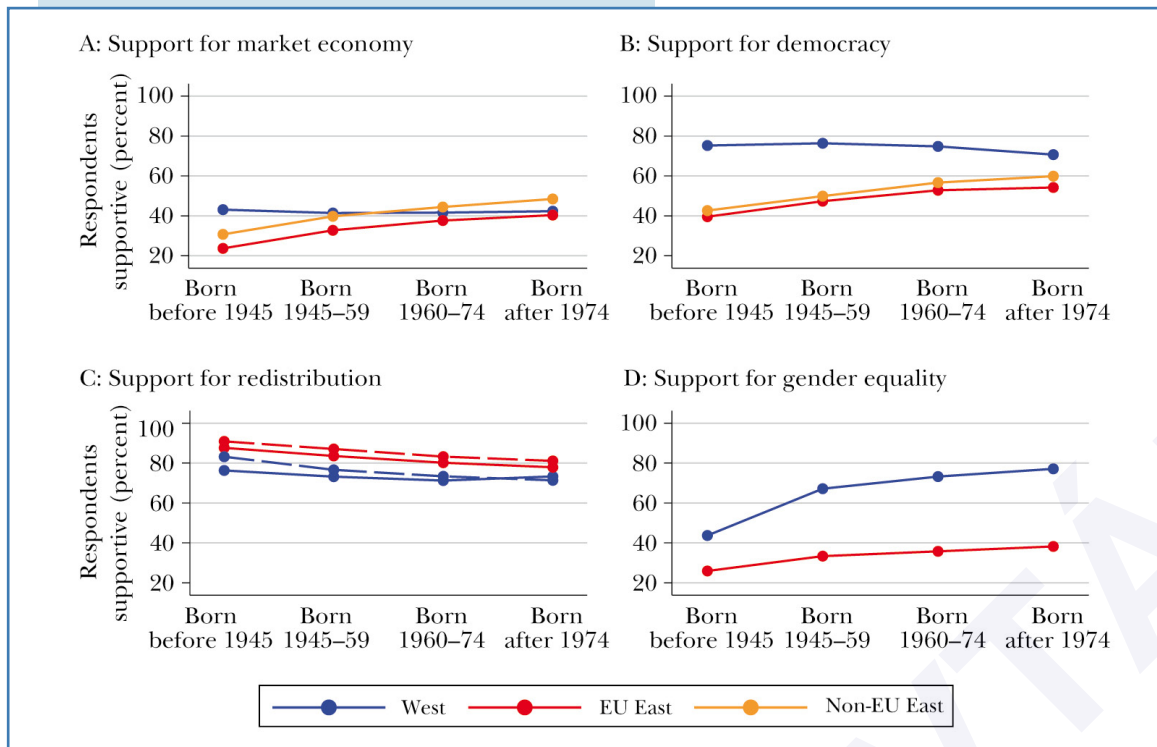 A: Support for market economy
Respondents
supportive (percent)
100
80
60
40
20
Born
before 1945
Born
1945–59
Born
1960–74
Born
after 1974
B: Support for democracy
100
80
60
40
20
Born
before 1945
Born
1945–59
Born
1960–74
Born
after 1974
C: Support for redistribution
Respondents
supportive (percent)
100
80
60
40
20
Born
before 1945
Born
1945–59
Born
1960–74
Born
after 1974
D: Support for gender equality
100
80
60
40
20
Born
before 1945
Born
1945–59
Born
1960–74
Born
after 1974
West
EU East
Non-EU East